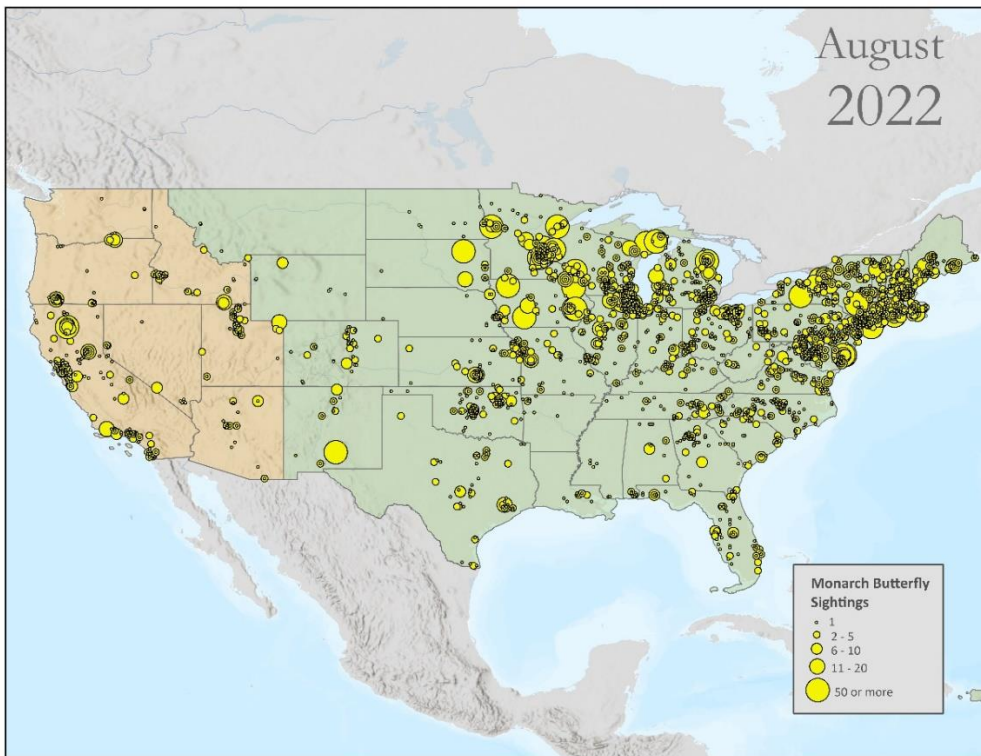 August
2022
Monarch Butterfly
Sightings
1
2 - 5
6 - 10
11 - 20
50 or more